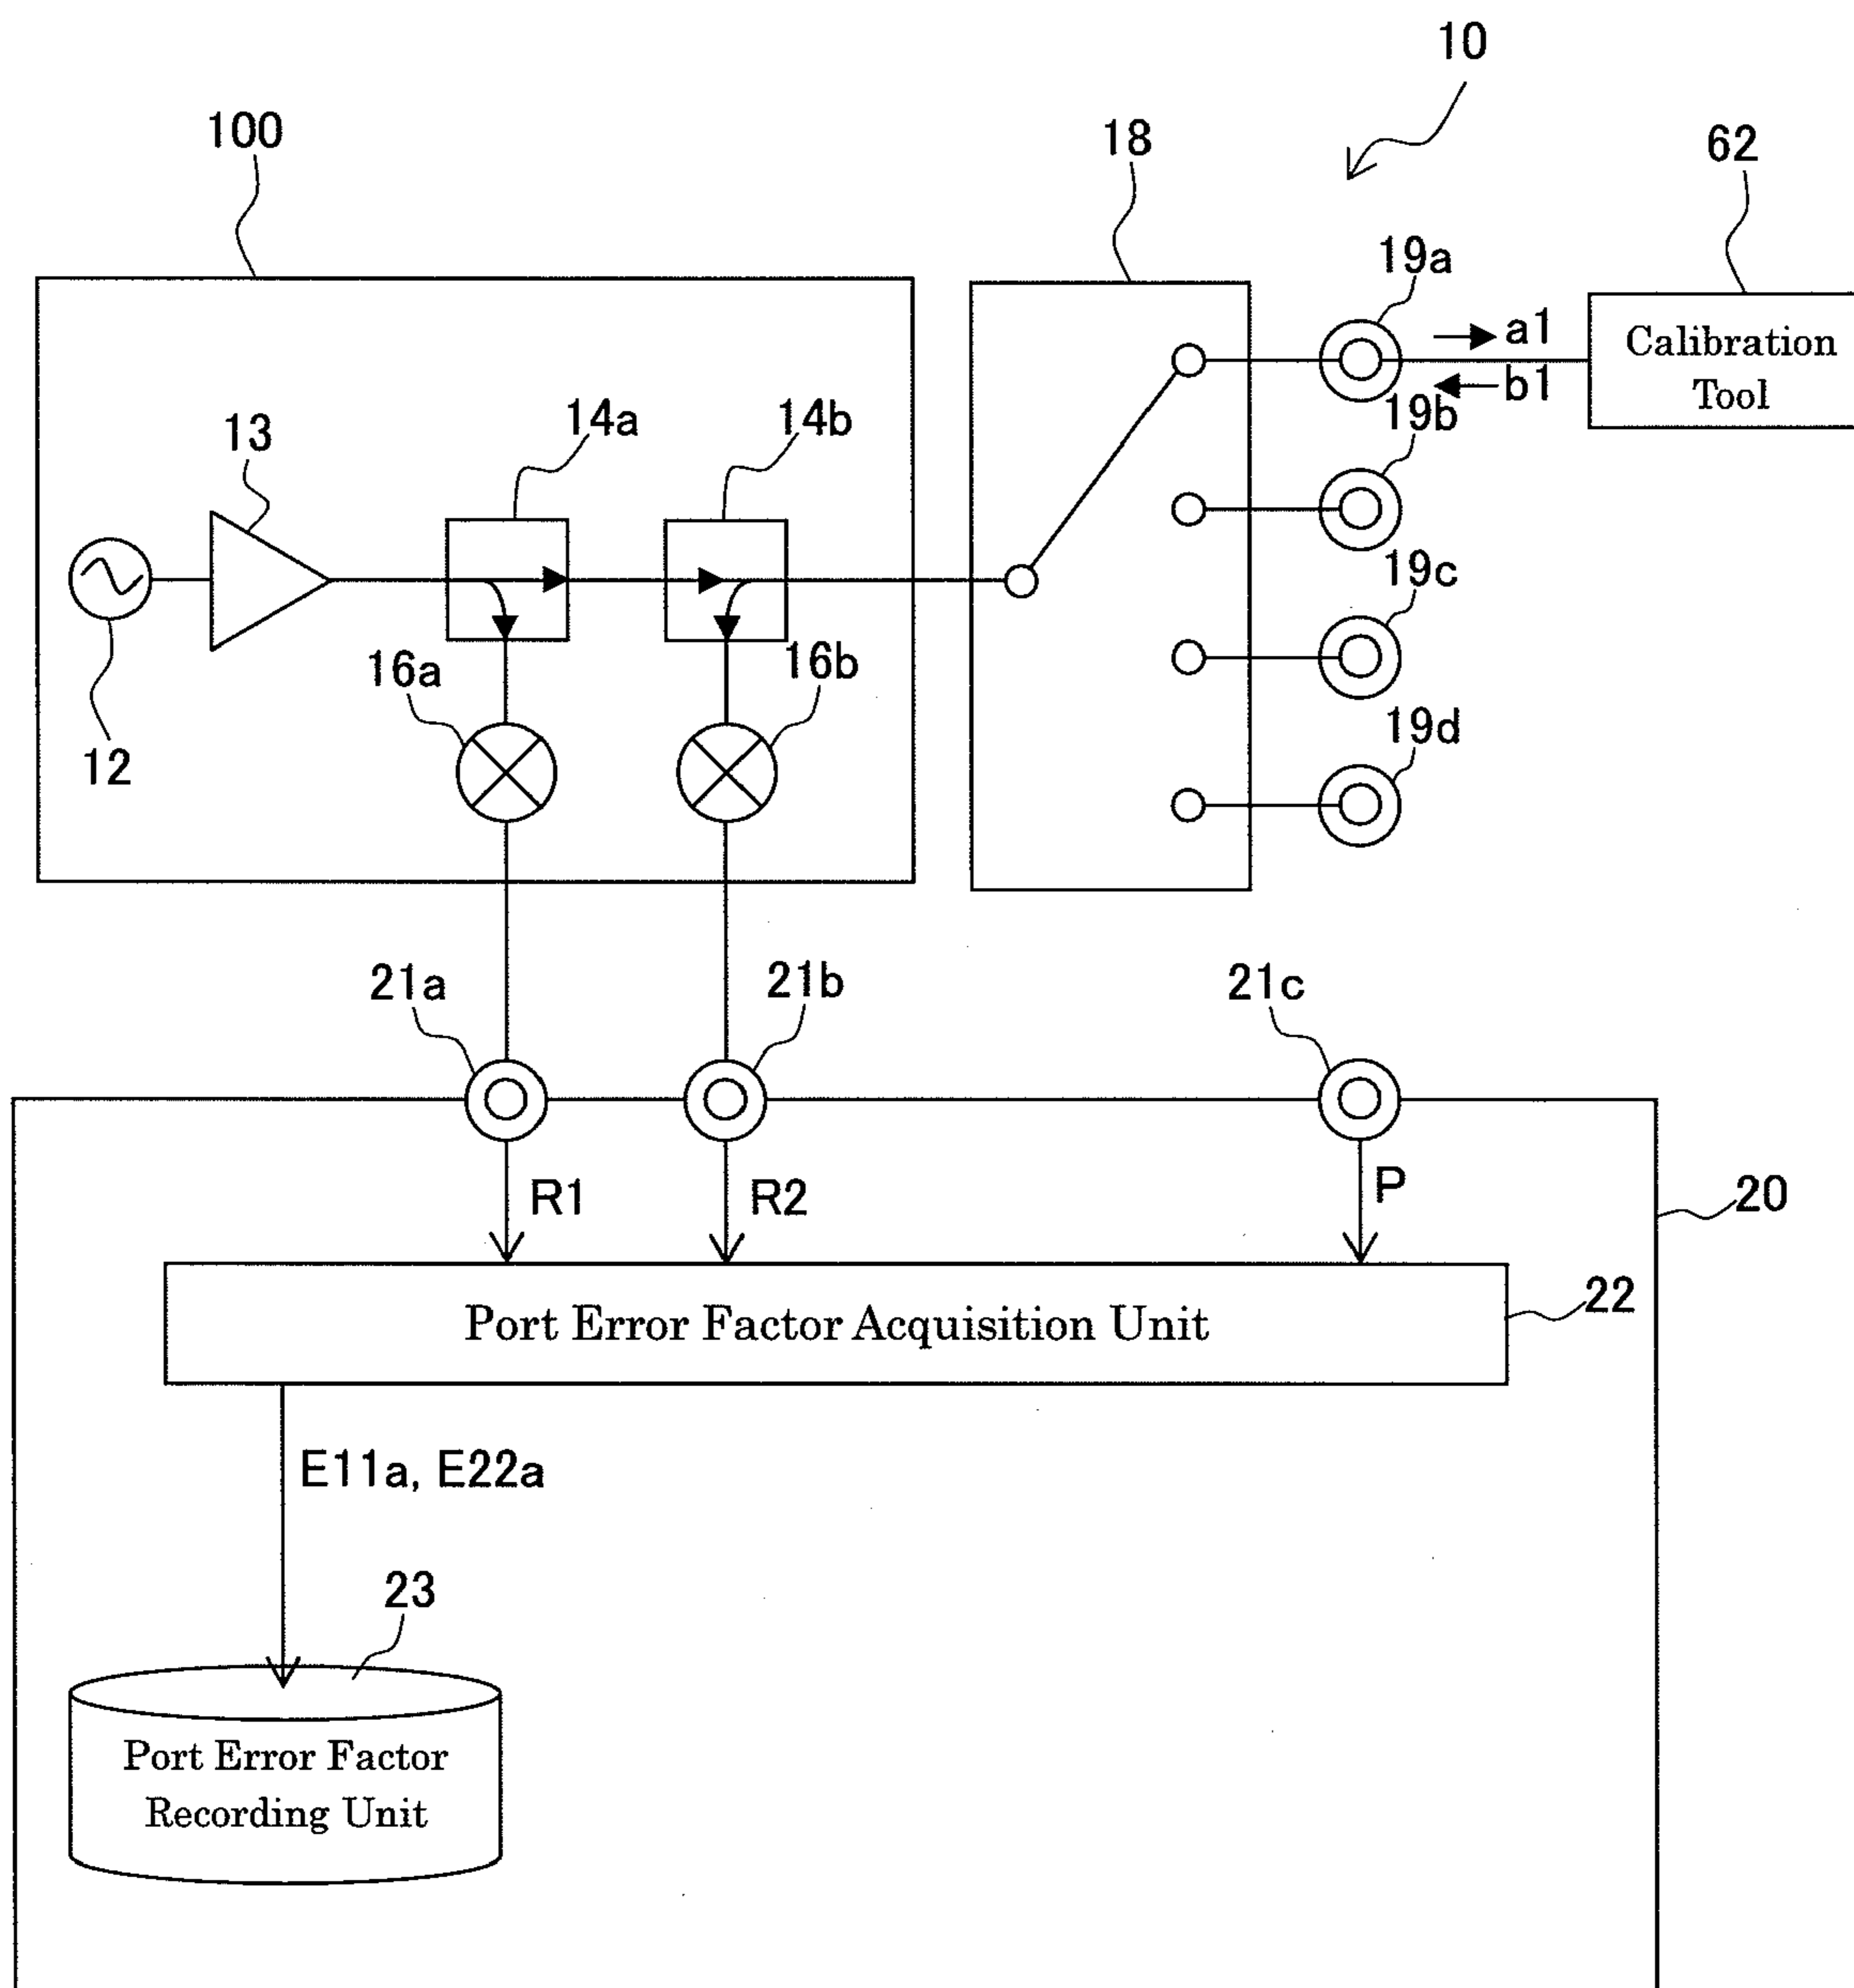 10
100
18
62
19a
a1
Calibration
Tool
b1
19b
14a
14b
13
19c
16a
16b
19d
12
21a
21b
21c
R1
R2
P
20
Port Error Factor Acquisition Unit
22
E11a, E22a
23
Port Error Factor
Recording Unit